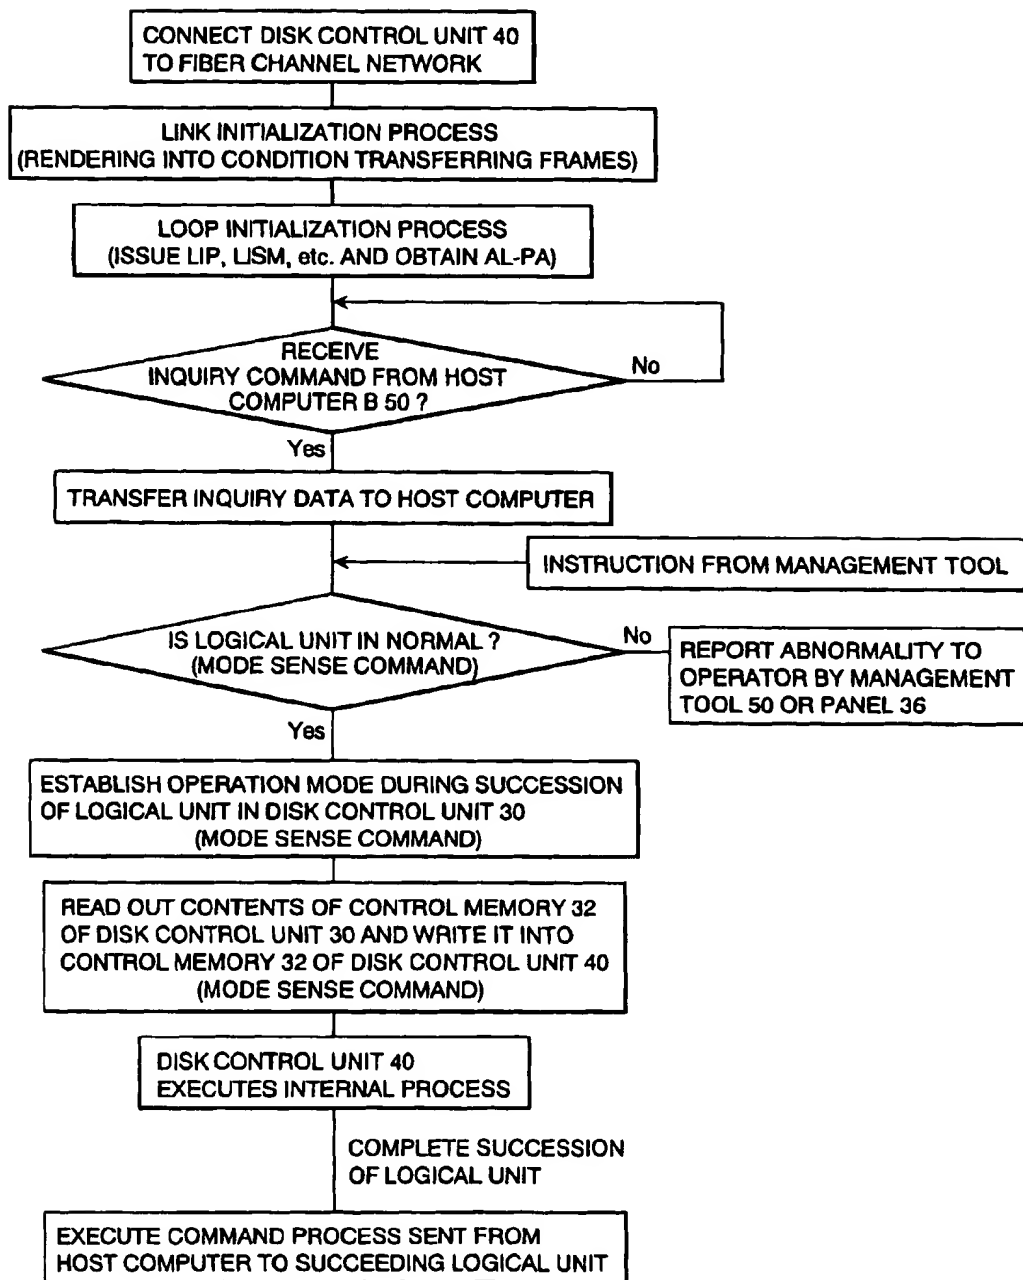 CONNECT DISK CONTROL UNIT 40
TO FIBER CHANNEL NETWORK
LINK INITIALIZATION PROCESS
(RENDERING INTO CONDITION TRANSFERRING FRAMES)
LOOP INITIALIZATION PROCESS
(ISSUE LIP, LISM, etc. AND OBTAIN AL-PA)
RECEIVE
INQUIRY COMMAND FROM HOST
COMPUTER B 50 ?
No
Yes
TRANSFER INQUIRY DATA TO HOST COMPUTER
INSTRUCTION FROM MANAGEMENT TOOL
IS LOGICAL UNIT IN NORMAL ?
(MODE SENSE COMMAND)
No
REPORT ABNORMALITY TO
OPERATOR BY MANAGEMENT
TOOL 50 OR PANEL 36
Yes
ESTABLISH OPERATION MODE DURING SUCCESSION
OF LOGICAL UNIT IN DISK CONTROL UNIT 30
(MODE SENSE COMMAND)
READ OUT CONTENTS OF CONTROL MEMORY 32
OF DISK CONTROL UNIT 30 AND WRITE IT INTO
CONTROL MEMORY 32 OF DISK CONTROL UNIT 40
(MODE SENSE COMMAND)
DISK CONTROL UNIT 40
EXECUTES INTERNAL PROCESS
COMPLETE SUCCESSION
OF LOGICAL UNIT
EXECUTE COMMAND PROCESS SENT FROM
HOST COMPUTER TO SUCCEEDING LOGICAL UNIT